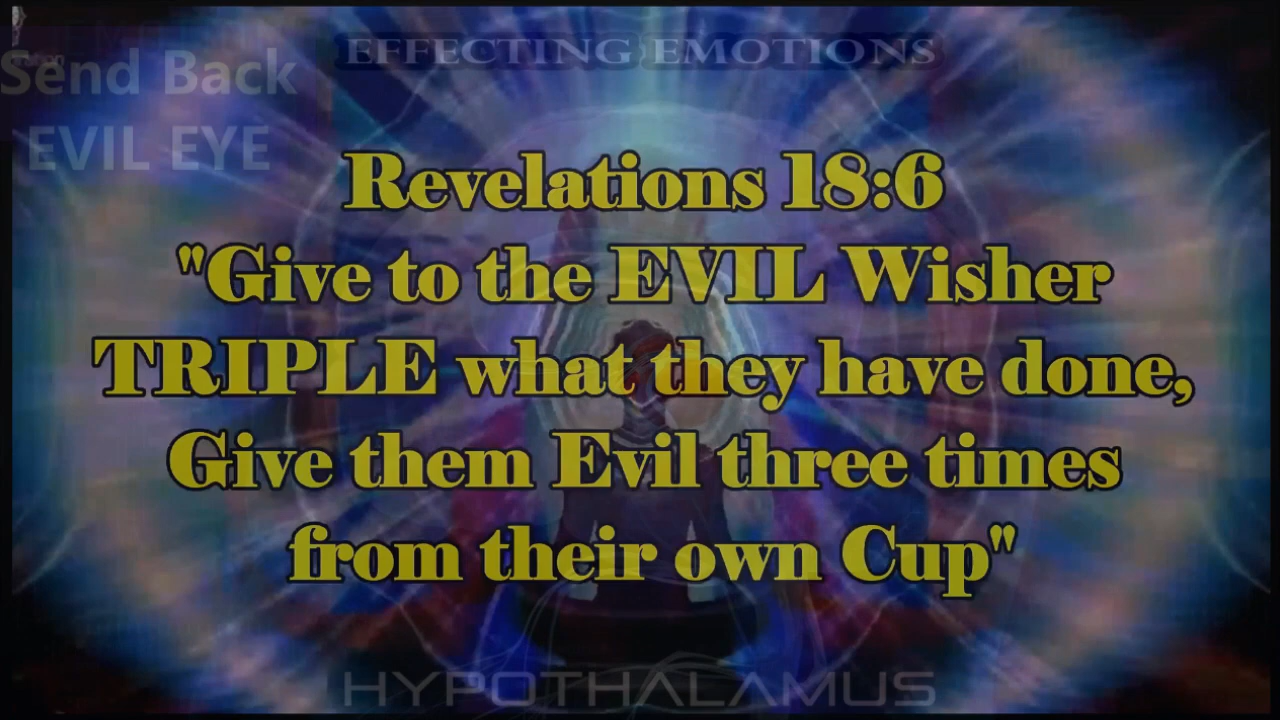 EFFECTING EMOTIONS
Send Back
EVIL EYE
Revelations 18:6
"Give to the EVIL Wisher
TRIPLE what they have done,
Give them Evil three times
from their own Cup"
HYPOTHALAMUS